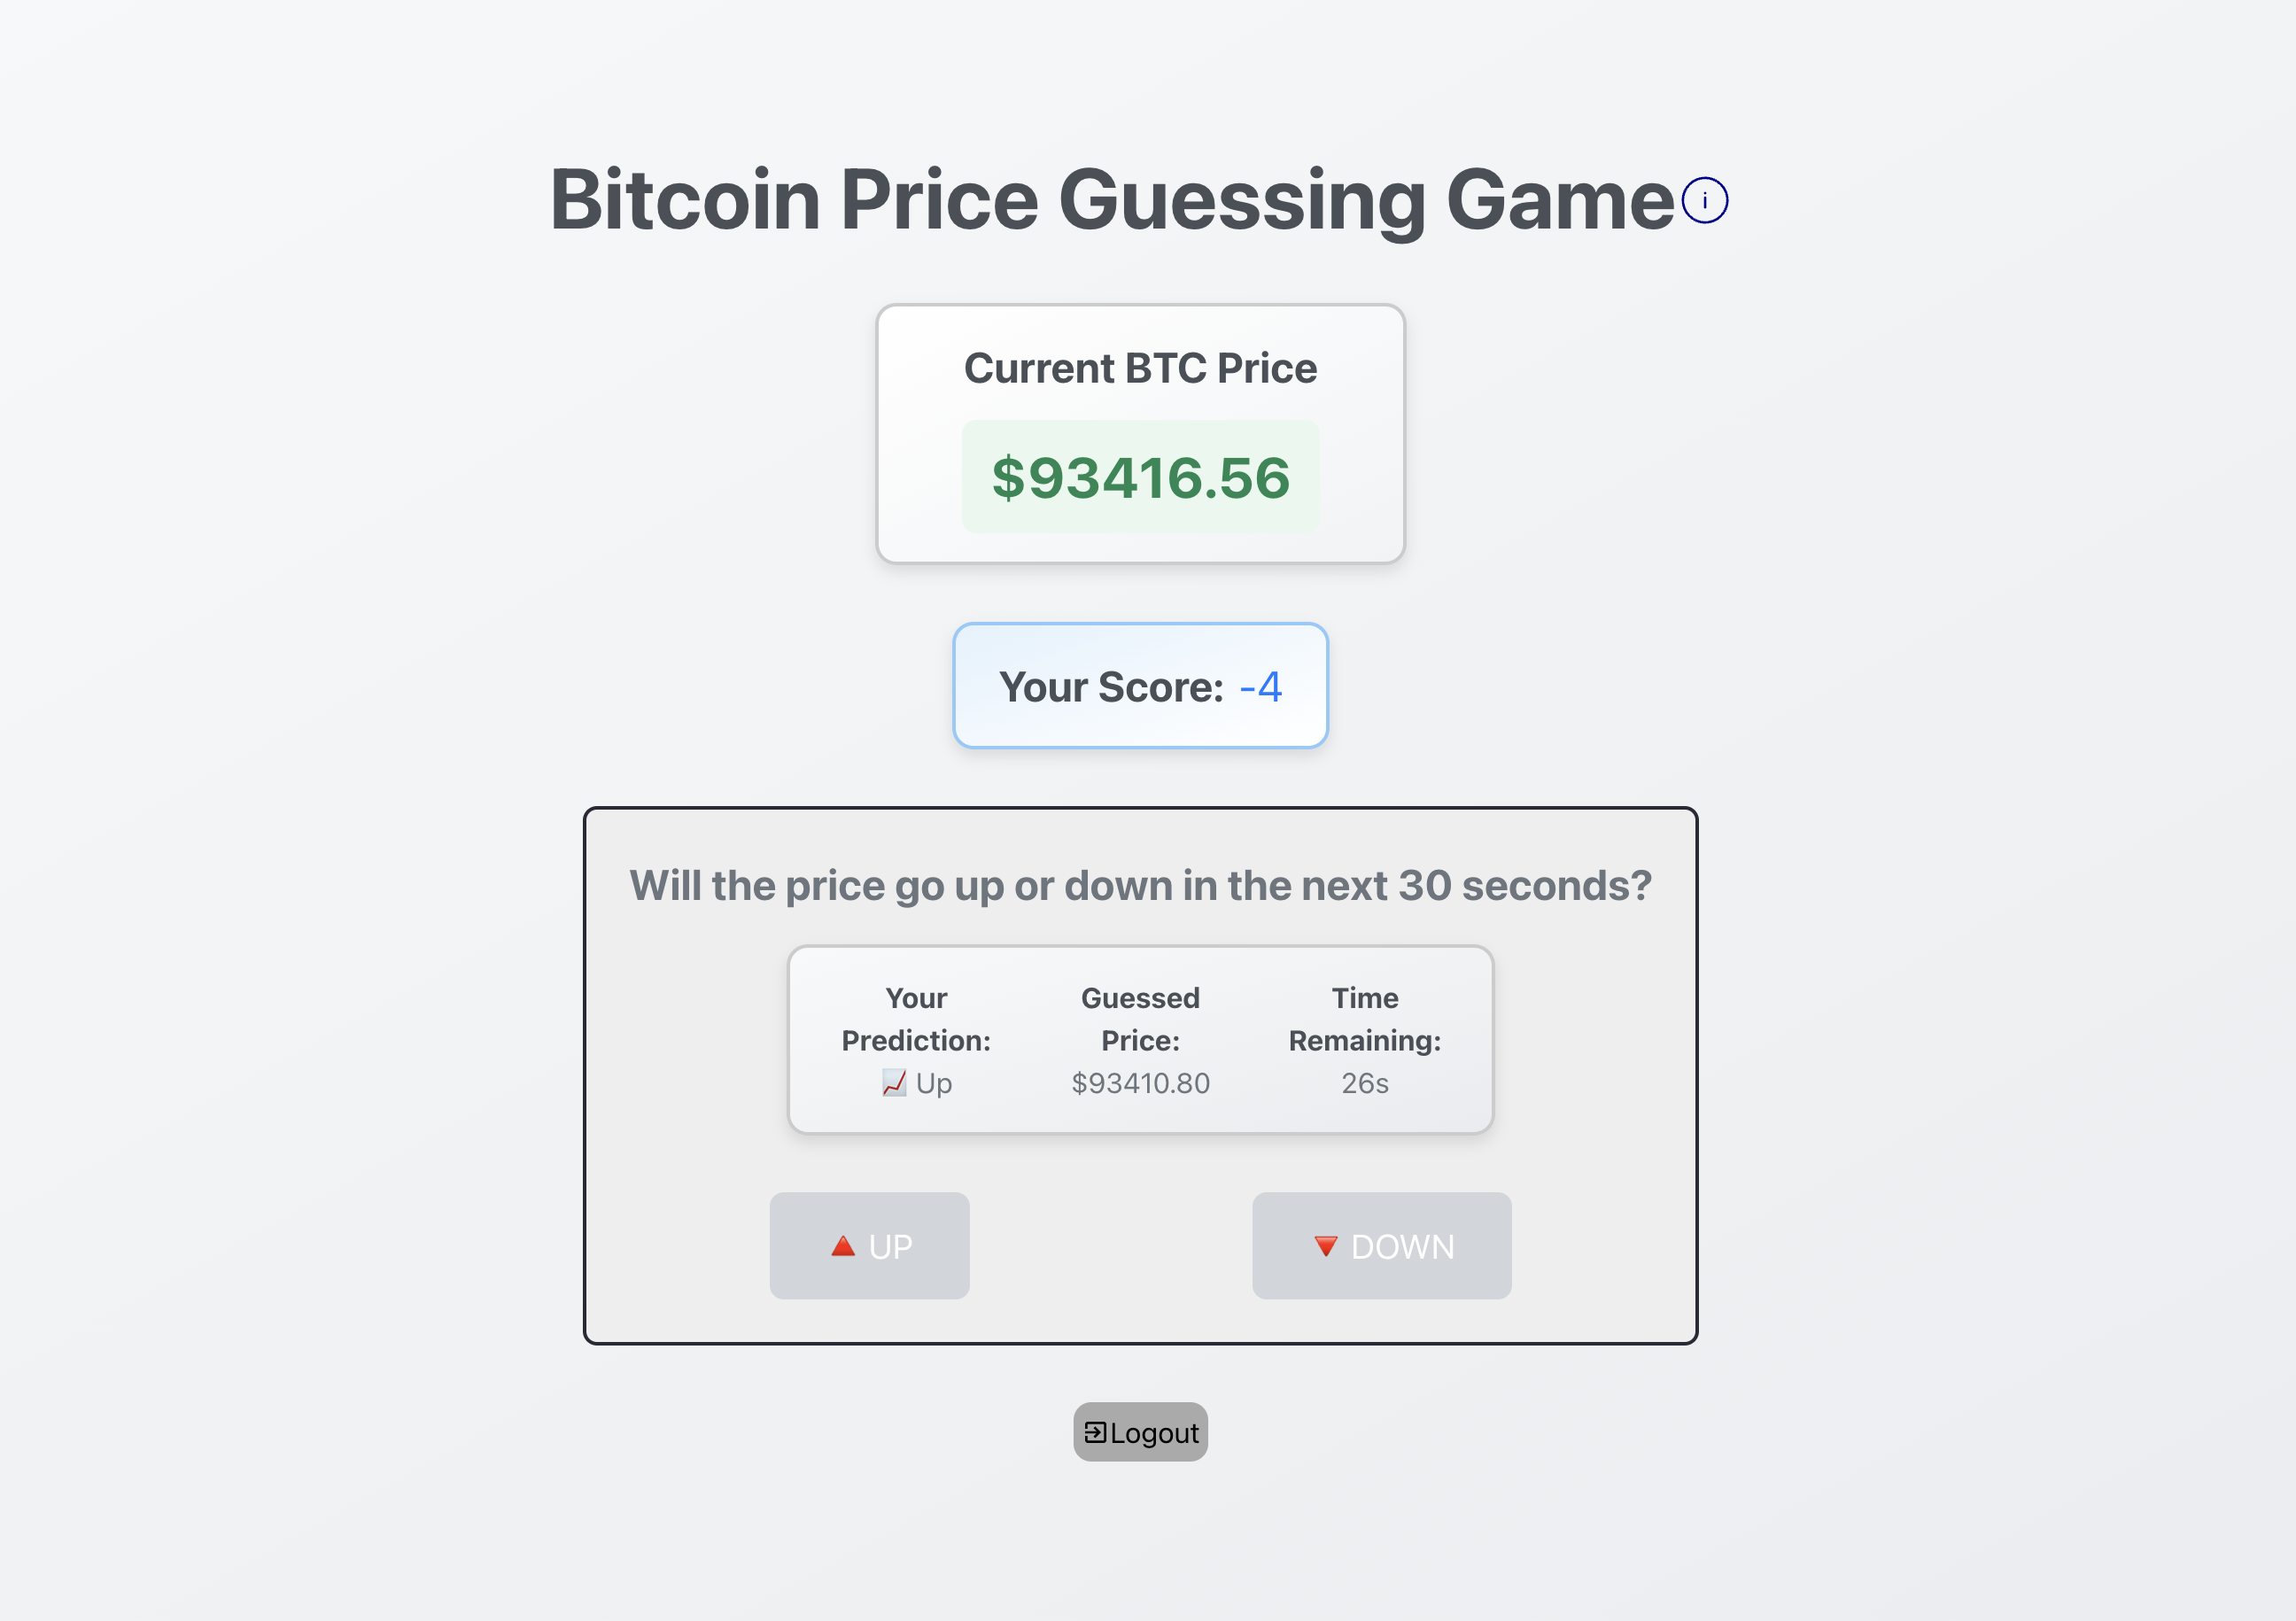 Bitcoin Price Guessing Game i
Current BTC Price
$93416.56
Your Score: -4
Will the price go up or down in the next 30 seconds?
Your Prediction:
📈 Up
Guessed Price:
$93410.80
Time Remaining:
26s
🔺 UP
🔻 DOWN
Logout